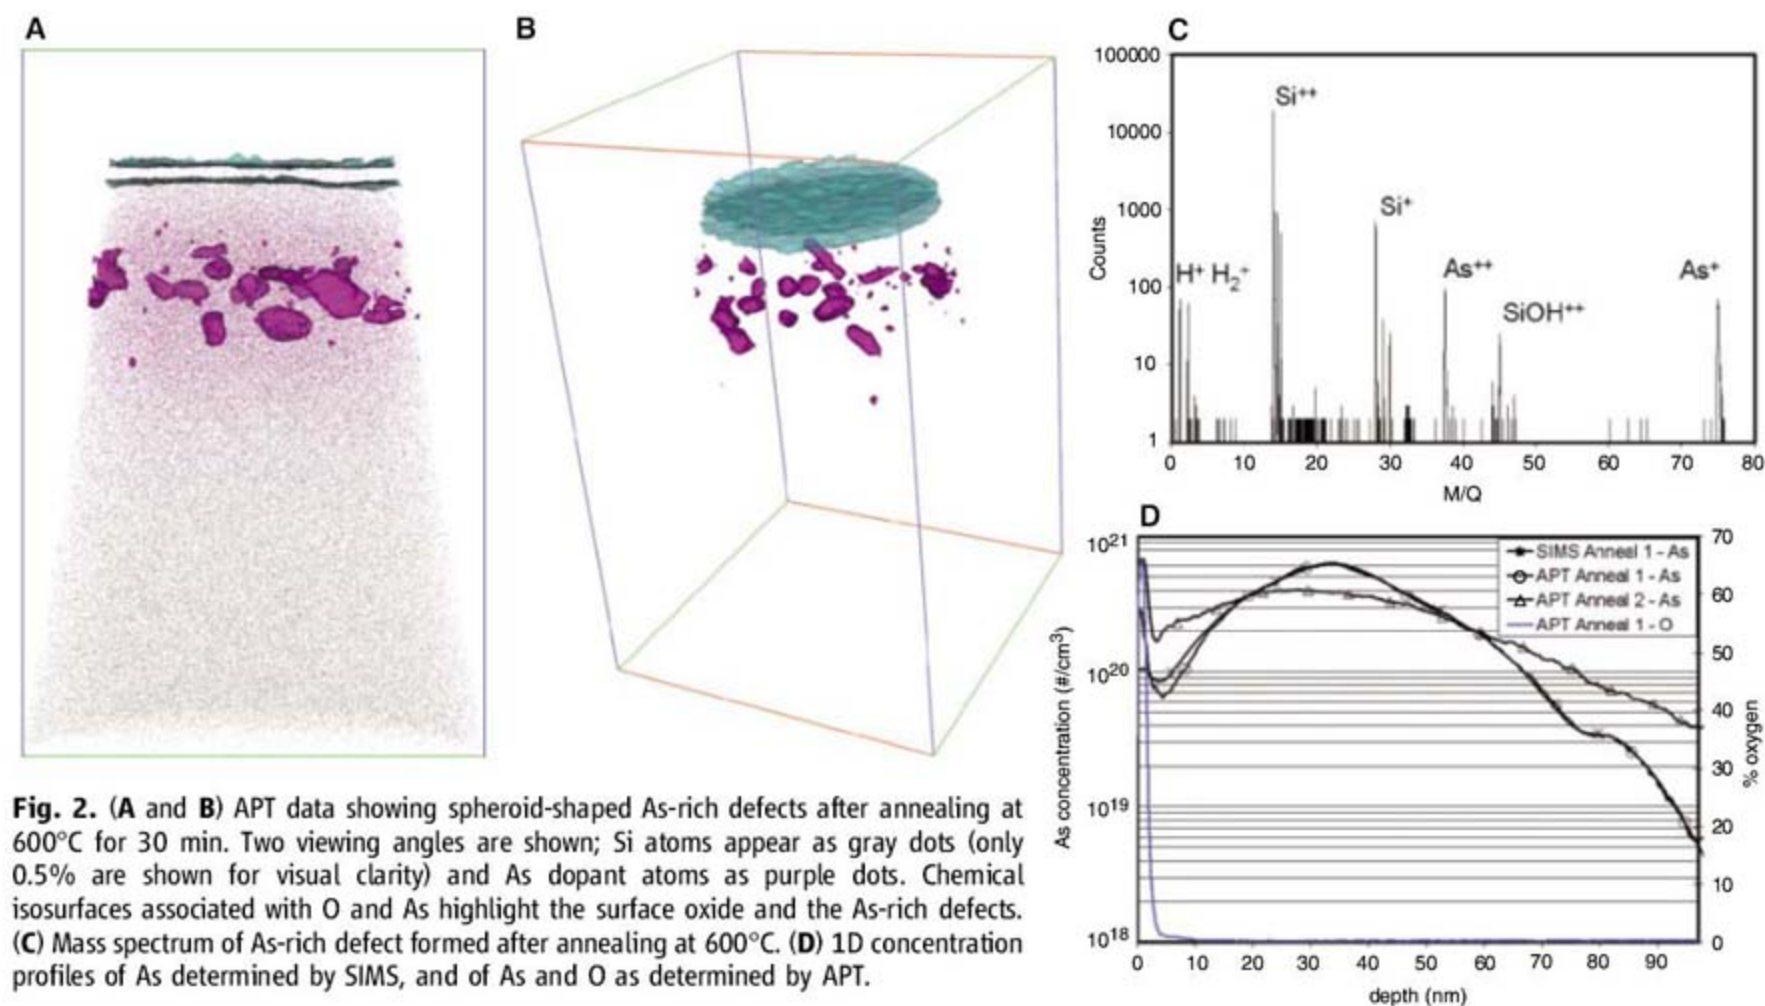 A
B
C
100000
10000
1000
100
10
1
Counts
Si++
Si+
H+ H2+
As++
SiOH++
As+
0 10 20 30 40 50 60 70 80
M/Q
D
10^21
10^20
10^19
10^18
As concentration (#/cm^3)
SIMS Anneal 1 - As
APT Anneal 1 - As
APT Anneal 2 - As
APT Anneal 1 - O
70
60
50
40
30
20
10
0
% oxygen
0 10 20 30 40 50 60 70 80 90
depth (nm)
Fig. 2. (A and B) APT data showing spheroid-shaped As-rich defects after annealing at
600°C for 30 min. Two viewing angles are shown; Si atoms appear as gray dots (only
0.5% are shown for visual clarity) and As dopant atoms as purple dots. Chemical
isosurfaces associated with O and As highlight the surface oxide and the As-rich defects.
(C) Mass spectrum of As-rich defect formed after annealing at 600°C. (D) 1D concentration
profiles of As determined by SIMS, and of As and O as determined by APT.